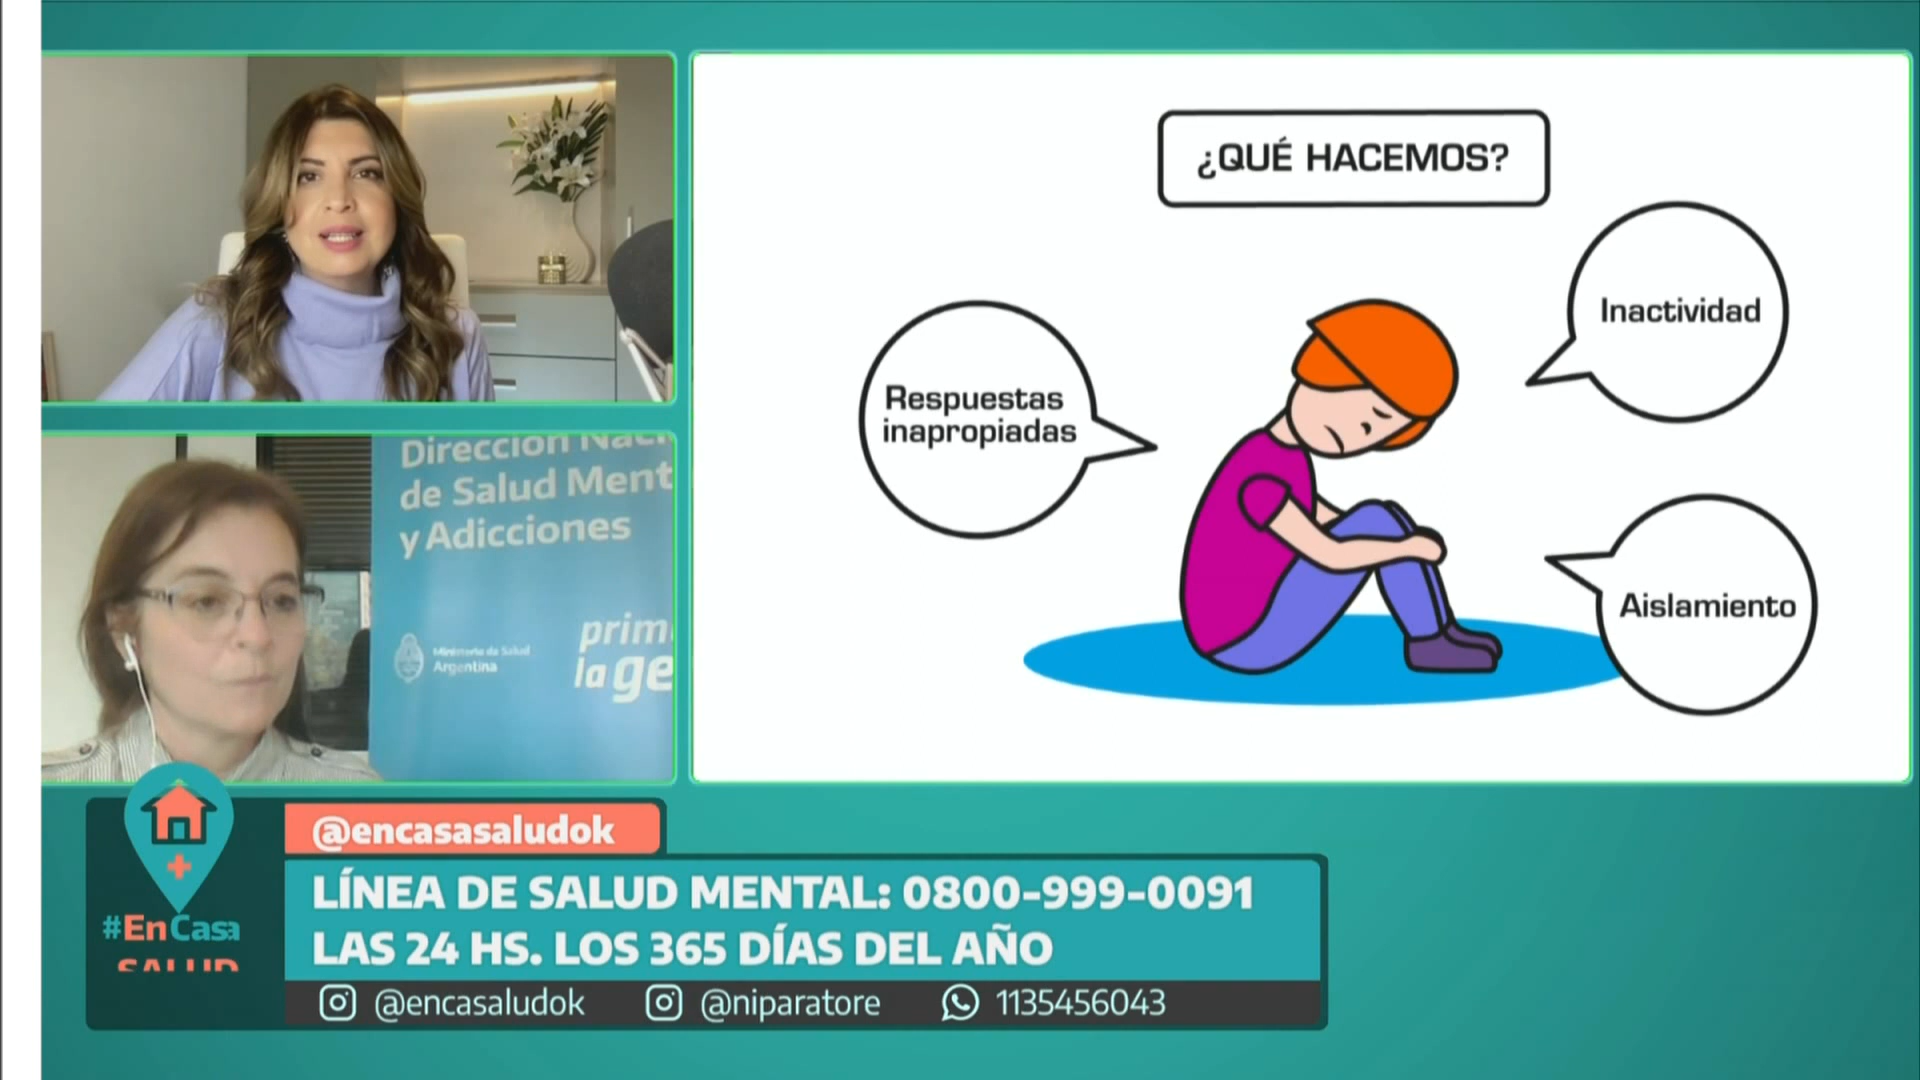 ¿QUÉ HACEMOS?
Inactividad
Respuestas
inapropiadas
Aislamiento
Dirección Naci
de Salud Ment
y Adicciones
Ministerio de Salud
Argentina
prim
la ge
@encasasaludok
LÍNEA DE SALUD MENTAL: 0800-999-0091
LAS 24 HS. LOS 365 DÍAS DEL AÑO
#EnCasa
SALUD
@encasaludok
@niparatore
1135456043